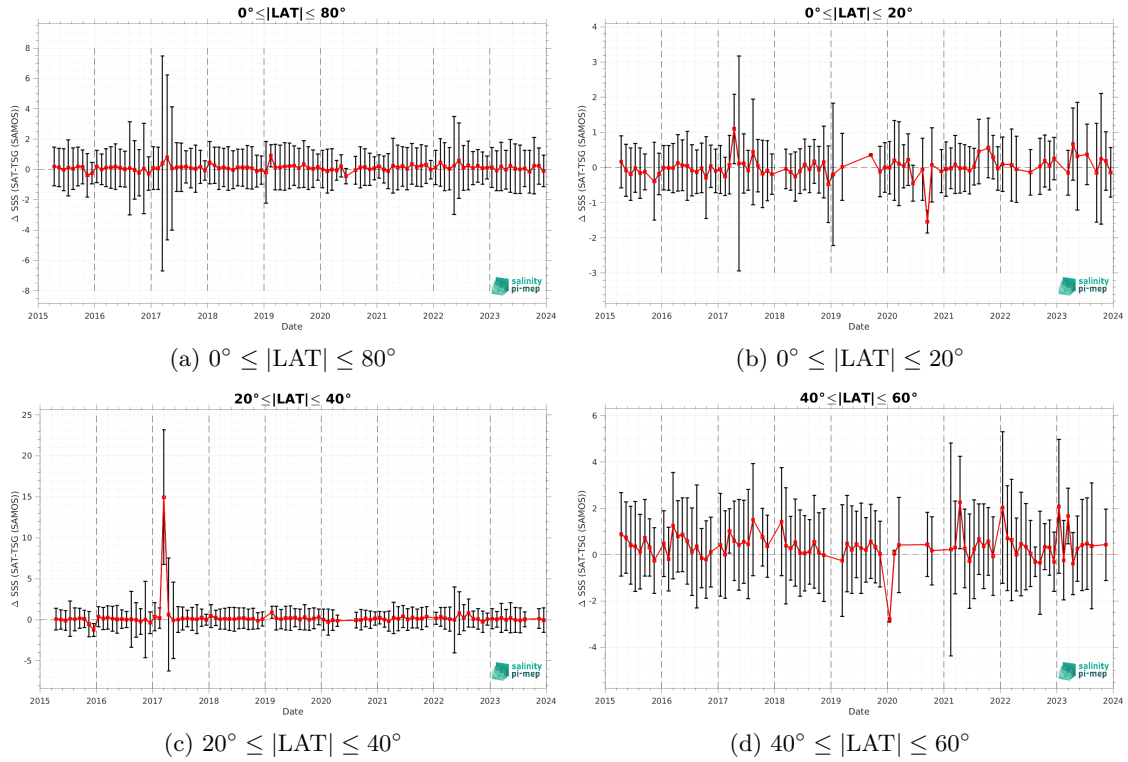 0°≤|LAT|≤ 80°
Δ SSS (SAT-TSG (SAMOS))
8
6
4
2
0
-2
-4
-6
-8
2015 2016 2017 2018 2019 2020 2021 2022 2023 2024
Date
salinity
pi-mep
(a) 0° ≤ |LAT| ≤ 80°
0°≤|LAT|≤ 20°
Δ SSS (SAT-TSG (SAMOS))
4
3
2
1
0
-1
-2
-3
2015 2016 2017 2018 2019 2020 2021 2022 2023 2024
Date
salinity
pi-mep
(b) 0° ≤ |LAT| ≤ 20°
20°≤|LAT|≤ 40°
Δ SSS (SAT-TSG (SAMOS))
25
20
15
10
5
0
-5
2015 2016 2017 2018 2019 2020 2021 2022 2023 2024
Date
salinity
pi-mep
(c) 20° ≤ |LAT| ≤ 40°
40°≤|LAT|≤ 60°
Δ SSS (SAT-TSG (SAMOS))
6
4
2
0
-2
-4
2015 2016 2017 2018 2019 2020 2021 2022 2023 2024
Date
salinity
pi-mep
(d) 40° ≤ |LAT| ≤ 60°